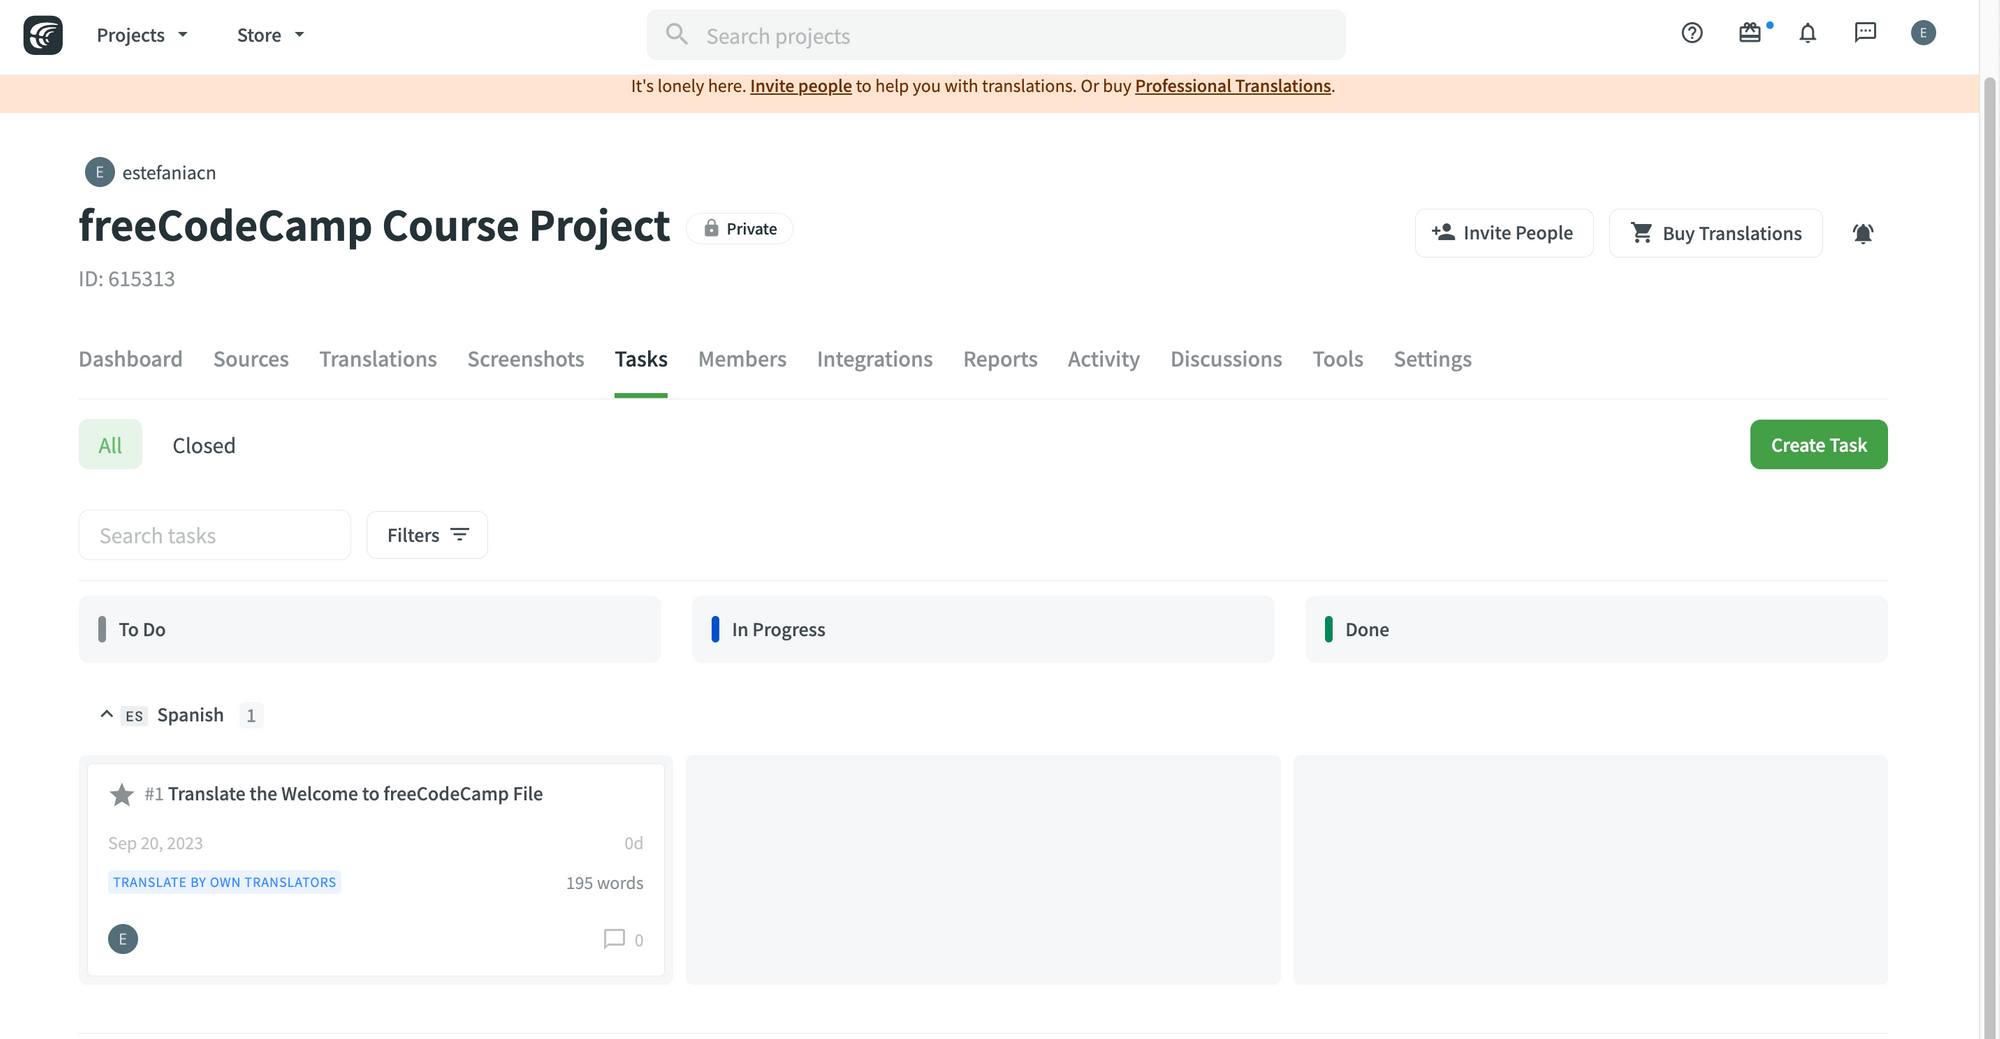 Projects
Store
Search projects
E
It's lonely here. Invite people to help you with translations. Or buy Professional Translations.
E estefaniacn
freeCodeCamp Course Project
Private
Invite People
Buy Translations
ID: 615313
Dashboard Sources Translations Screenshots Tasks Members Integrations Reports Activity Discussions Tools Settings
All
Closed
Create Task
Search tasks
Filters
To Do
In Progress
Done
ES Spanish 1
#1 Translate the Welcome to freeCodeCamp File
Sep 20, 2023 0d
TRANSLATE BY OWN TRANSLATORS 195 words
E 0